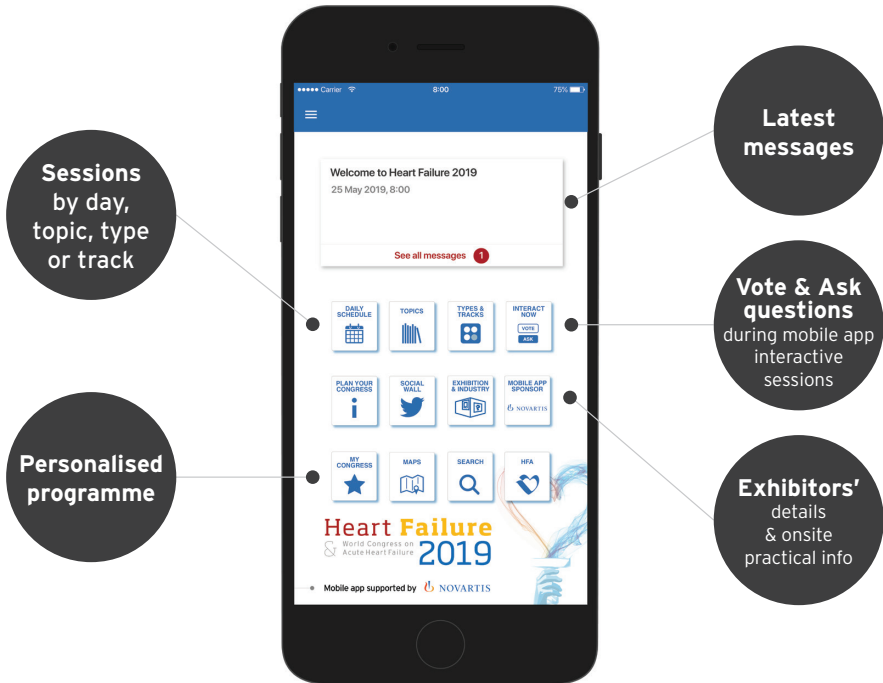 Carrier
8:00
75%
Welcome to Heart Failure 2019
25 May 2019, 8:00
See all messages 1
DAILY
SCHEDULE
TOPICS
TYPES &
TRACKS
INTERACT
NOW
VOTE
ASK
PLAN YOUR
CONGRESS
SOCIAL
WALL
EXHIBITION
& INDUSTRY
MOBILE APP
SPONSOR
NOVARTIS
MY
CONGRESS
MAPS
SEARCH
HFA
Heart Failure
& World Congress on
Acute Heart Failure
2019
Mobile app supported by NOVARTIS
Sessions
by day,
topic, type
or track
Personalised
programme
Latest
messages
Vote & Ask
questions
during mobile app
interactive
sessions
Exhibitors'
details
& onsite
practical info